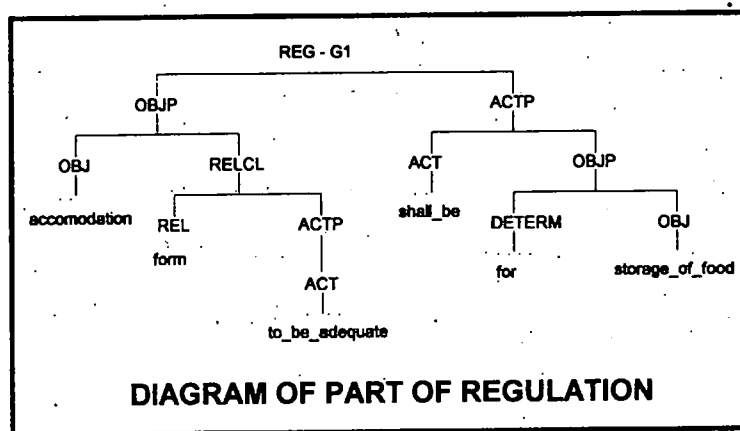 REG - G1
OBJP ACTP
OBJ RELCL ACT OBJP
accomodation REL ACTP shall_be DETERM OBJ
form for storage_of_food
ACT
to_be_adequate
DIAGRAM OF PART OF REGULATION